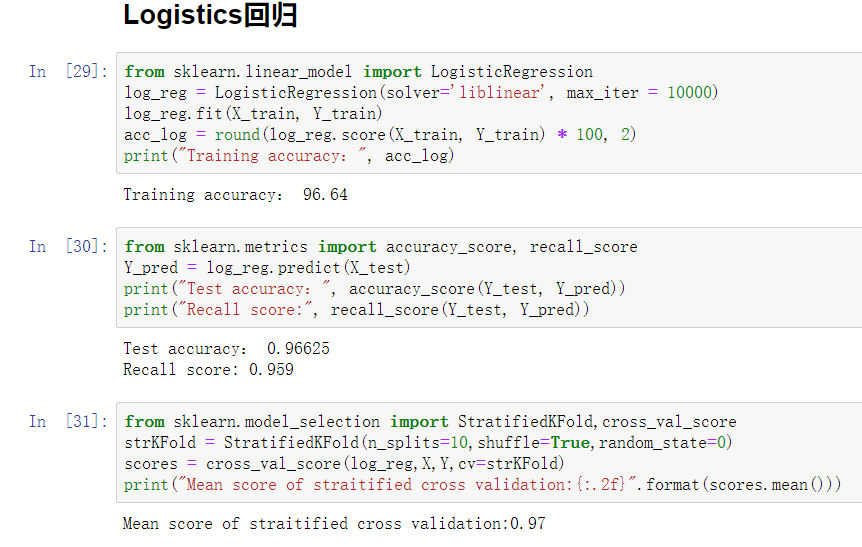 Logistics回归
In [29]:
from sklearn.linear_model import LogisticRegression
log_reg = LogisticRegression(solver='liblinear', max_iter = 10000)
log_reg.fit(X_train, Y_train)
acc_log = round(log_reg.score(X_train, Y_train) * 100, 2)
print("Training accuracy: ", acc_log)
Training accuracy:  96.64
In [30]:
from sklearn.metrics import accuracy_score, recall_score
Y_pred = log_reg.predict(X_test)
print("Test accuracy: ", accuracy_score(Y_test, Y_pred))
print("Recall score:", recall_score(Y_test, Y_pred))
Test accuracy:  0.96625
Recall score: 0.959
In [31]:
from sklearn.model_selection import StratifiedKFold,cross_val_score
strKFold = StratifiedKFold(n_splits=10,shuffle=True,random_state=0)
scores = cross_val_score(log_reg,X,Y,cv=strKFold)
print("Mean score of straitified cross validation:{:.2f}".format(scores.mean()))
Mean score of straitified cross validation:0.97